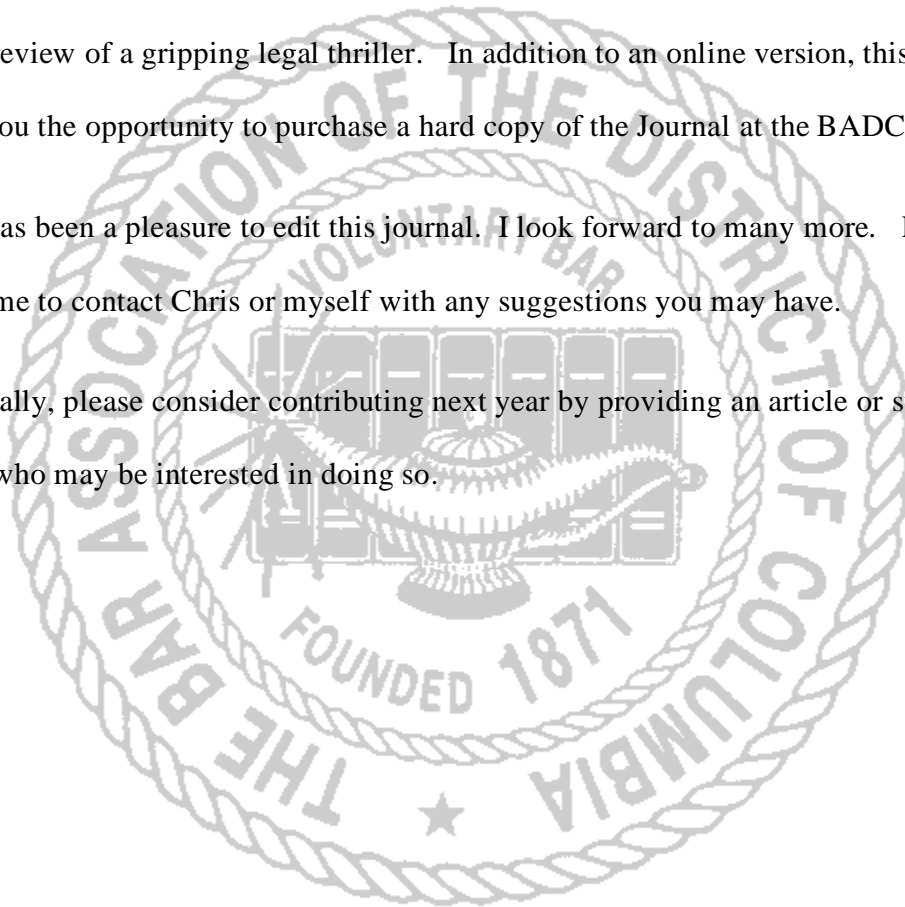 eview of a gripping legal thriller. In addition to an online version, this
ou the opportunity to purchase a hard copy of the Journal at the BADC
as been a pleasure to edit this journal. I look forward to many more.
me to contact Chris or myself with any suggestions you may have.
ally, please consider contributing next year by providing an article or s
who may be interested in doing so.
THE BAR ASSOCIATION OF THE DISTRICT OF COLUMBIA
VOLUNTARY BAR
FOUNDED 1871